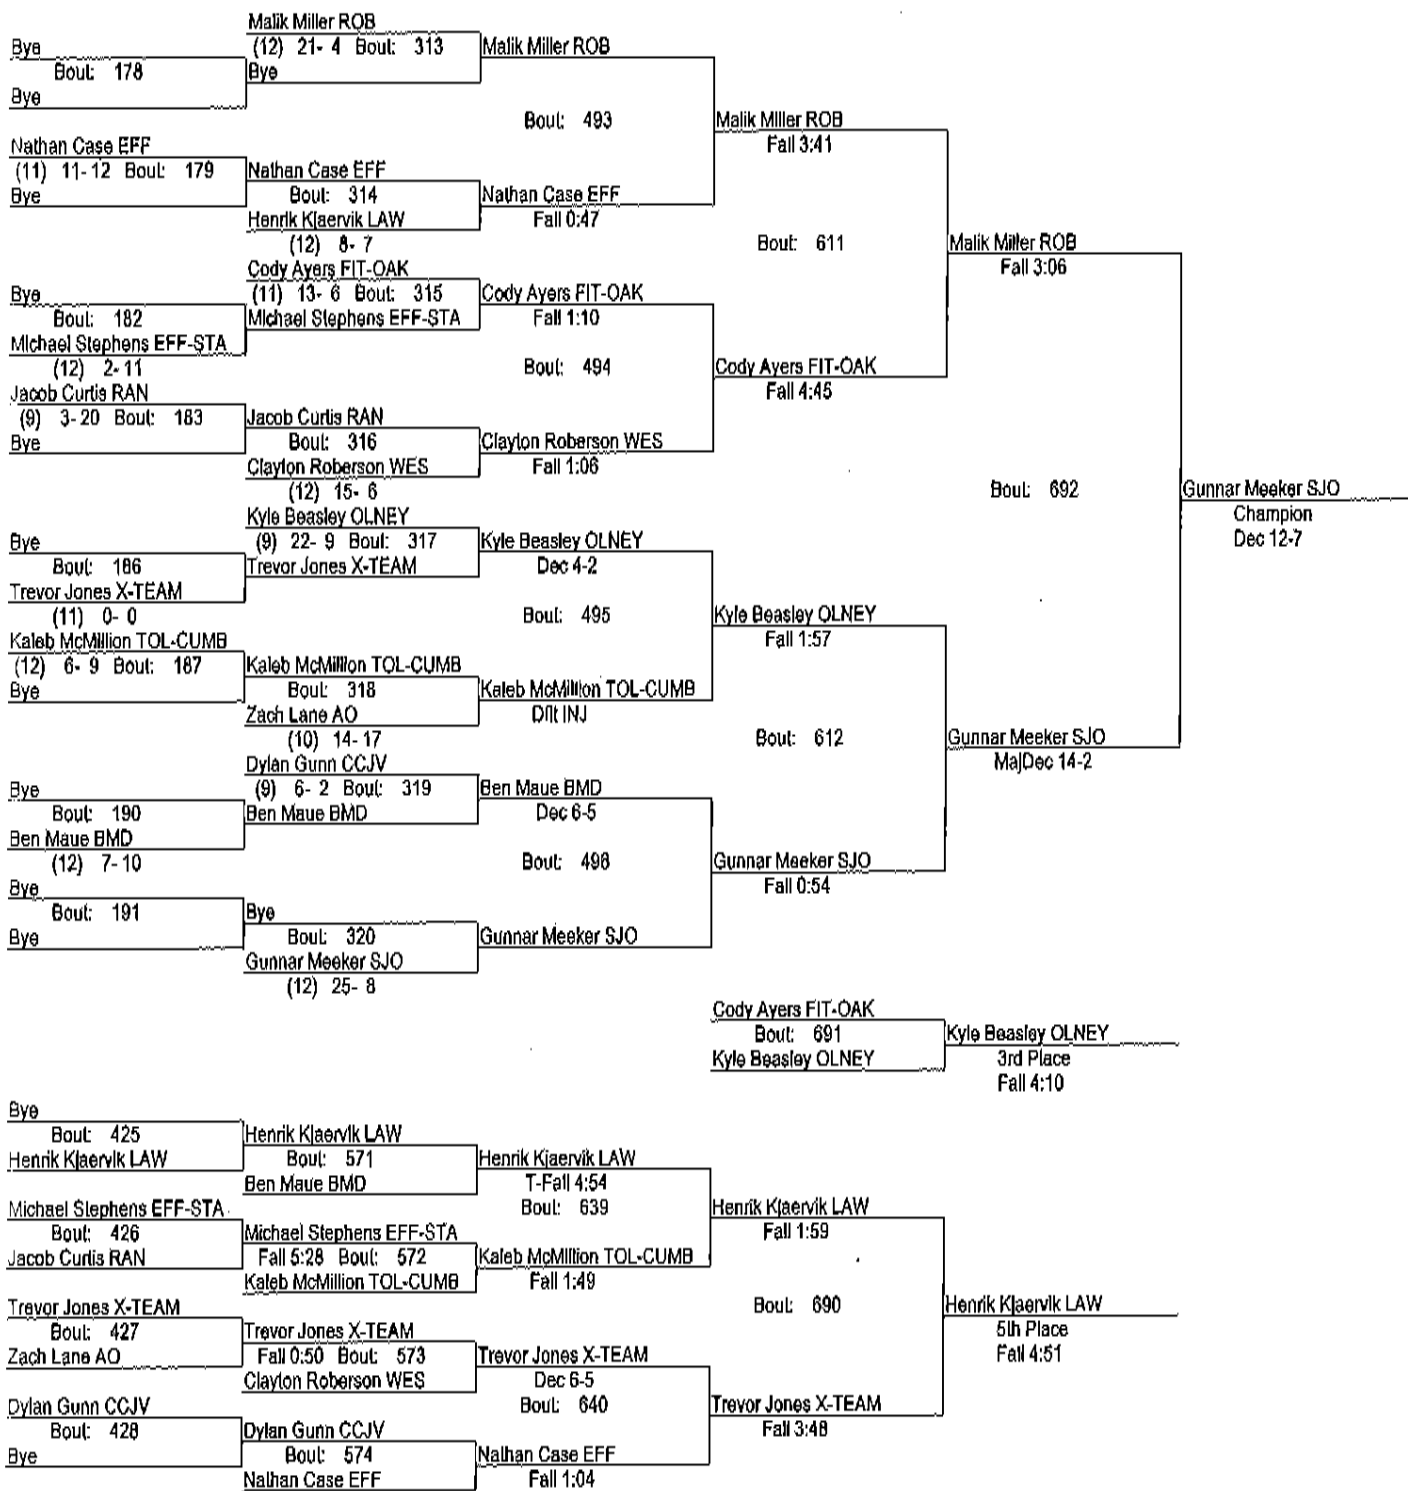 Malik Miller ROB
Bye
(12) 21- 4 Bout: 313
Malik Miller ROB
Bout: 178
Bye
Bye
Bout: 493
Malik Miller ROB
Fall 3:41
Nathan Case EFF
(11) 11- 12 Bout: 179
Nathan Case EFF
Bye
Bout: 314
Nathan Case EFF
Henrik Kjaervik LAW
Fall 0:47
(12) 8- 7
Bout: 611
Malik Miller ROB
Fall 3:06
Cody Ayers FIT-OAK
Bye
(11) 13- 6 Bout: 315
Cody Ayers FIT-OAK
Bout: 182
Michael Stephens EFF-STA
Fall 1:10
Michael Stephens EFF-STA
(12) 2- 11
Bout: 494
Cody Ayers FIT-OAK
Fall 4:45
Jacob Curtis RAN
(9) 3- 20 Bout: 183
Jacob Curtis RAN
Bye
Bout: 316
Clayton Roberson WES
Clayton Roberson WES
Fall 1:06
(12) 15- 6
Bout: 692
Gunnar Meeker SJO
Champion
Dec 12-7
Kyle Beasley OLNEY
Bye
(9) 22- 9 Bout: 317
Kyle Beasley OLNEY
Bout: 186
Trevor Jones X-TEAM
Dec 4-2
Trevor Jones X-TEAM
(11) 0- 0
Bout: 495
Kyle Beasley OLNEY
Fall 1:57
Kaleb McMillion TOL-CUMB
(12) 6- 9 Bout: 187
Kaleb McMillion TOL-CUMB
Bye
Bout: 318
Kaleb McMillion TOL-CUMB
Zach Lane AO
Dflt INJ
(10) 14- 17
Bout: 612
Gunnar Meeker SJO
MajDec 14-2
Dylan Gunn CCJV
Bye
(9) 6- 2 Bout: 319
Ben Maue BMD
Bout: 190
Ben Maue BMD
Dec 6-5
Ben Maue BMD
(12) 7- 10
Bout: 496
Gunnar Meeker SJO
Fall 0:54
Bye
Bout: 191
Bye
Bye
Bout: 320
Gunnar Meeker SJO
Gunnar Meeker SJO
(12) 25- 8
Cody Ayers FIT-OAK
Bout: 691
Kyle Beasley OLNEY
Kyle Beasley OLNEY
3rd Place
Fall 4:10
Bye
Bout: 425
Henrik Kjaervik LAW
Henrik Kjaervik LAW
Bout: 571
Henrik Kjaervik LAW
Ben Maue BMD
T-Fall 4:54
Bout: 639
Henrik Kjaervik LAW
Fall 1:59
Michael Stephens EFF-STA
Bout: 426
Michael Stephens EFF-STA
Jacob Curtis RAN
Fall 5:28 Bout: 572
Kaleb McMillion TOL-CUMB
Kaleb McMillion TOL-CUMB
Fall 1:49
Bout: 690
Henrik Kjaervik LAW
5th Place
Fall 4:51
Trevor Jones X-TEAM
Bout: 427
Trevor Jones X-TEAM
Zach Lane AO
Fall 0:50 Bout: 573
Trevor Jones X-TEAM
Clayton Roberson WES
Dec 6-5
Bout: 640
Trevor Jones X-TEAM
Fall 3:48
Dylan Gunn CCJV
Bout: 428
Dylan Gunn CCJV
Bye
Bout: 574
Nathan Case EFF
Nathan Case EFF
Fall 1:04